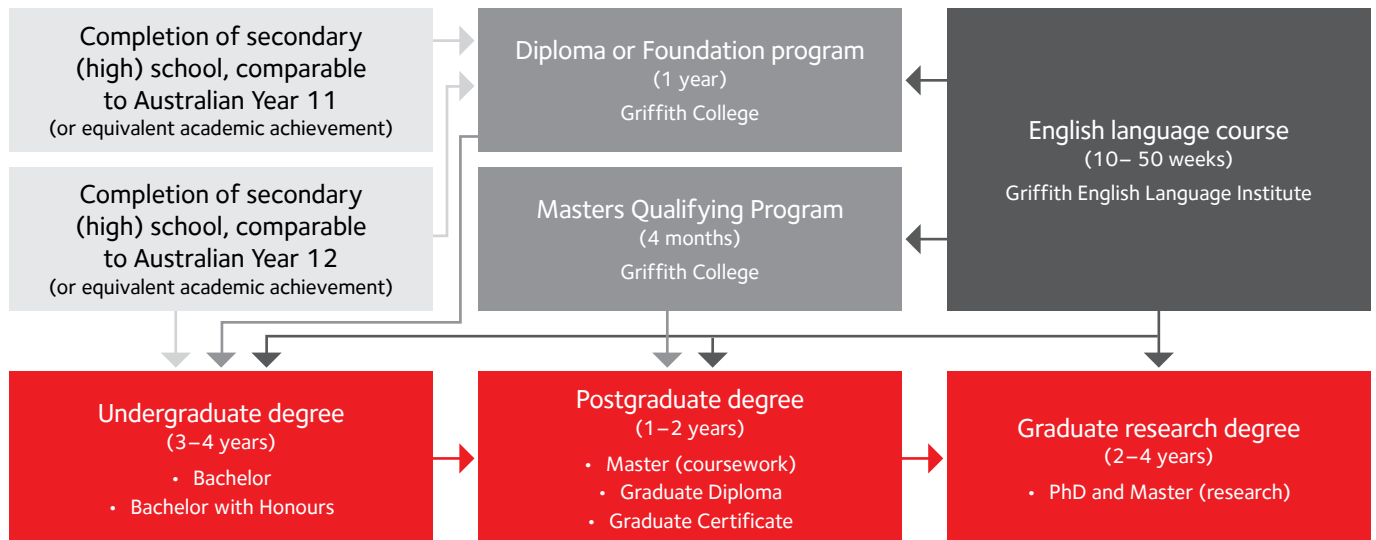 Completion of secondary
(high) school, comparable
to Australian Year 11
(or equivalent academic achievement)
Diploma or Foundation program
(1 year)
Griffith College
English language course
(10– 50 weeks)
Griffith English Language Institute
Completion of secondary
(high) school, comparable
to Australian Year 12
(or equivalent academic achievement)
Masters Qualifying Program
(4 months)
Griffith College
Undergraduate degree
(3–4 years)
• Bachelor
• Bachelor with Honours
Postgraduate degree
(1–2 years)
• Master (coursework)
• Graduate Diploma
• Graduate Certificate
Graduate research degree
(2–4 years)
• PhD and Master (research)